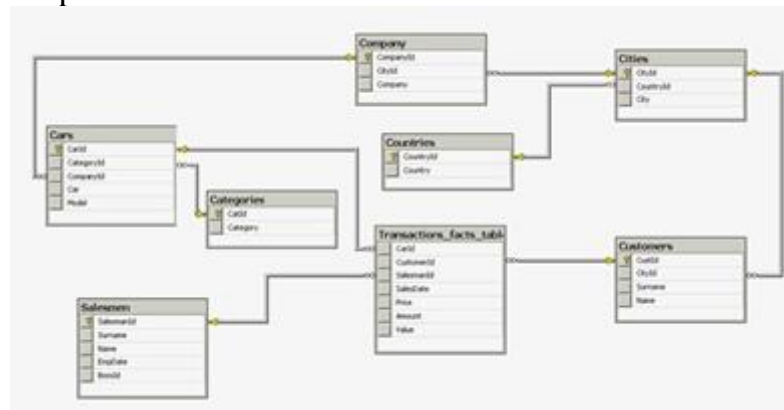 Company
CompanyId
CityId
Company
Cities
CityId
CountryId
City
Cars
CarId
CategoryId
CompanyId
Car
Model
Countries
CountryId
Country
Categories
CatId
Category
Transactions_facts_table
CarId
CustomerId
SalesmanId
SalesDate
Price
Amount
Value
Customers
CustId
CityId
Surname
Name
Salesmen
SalesmanId
Surname
Name
EmpDate
BossId